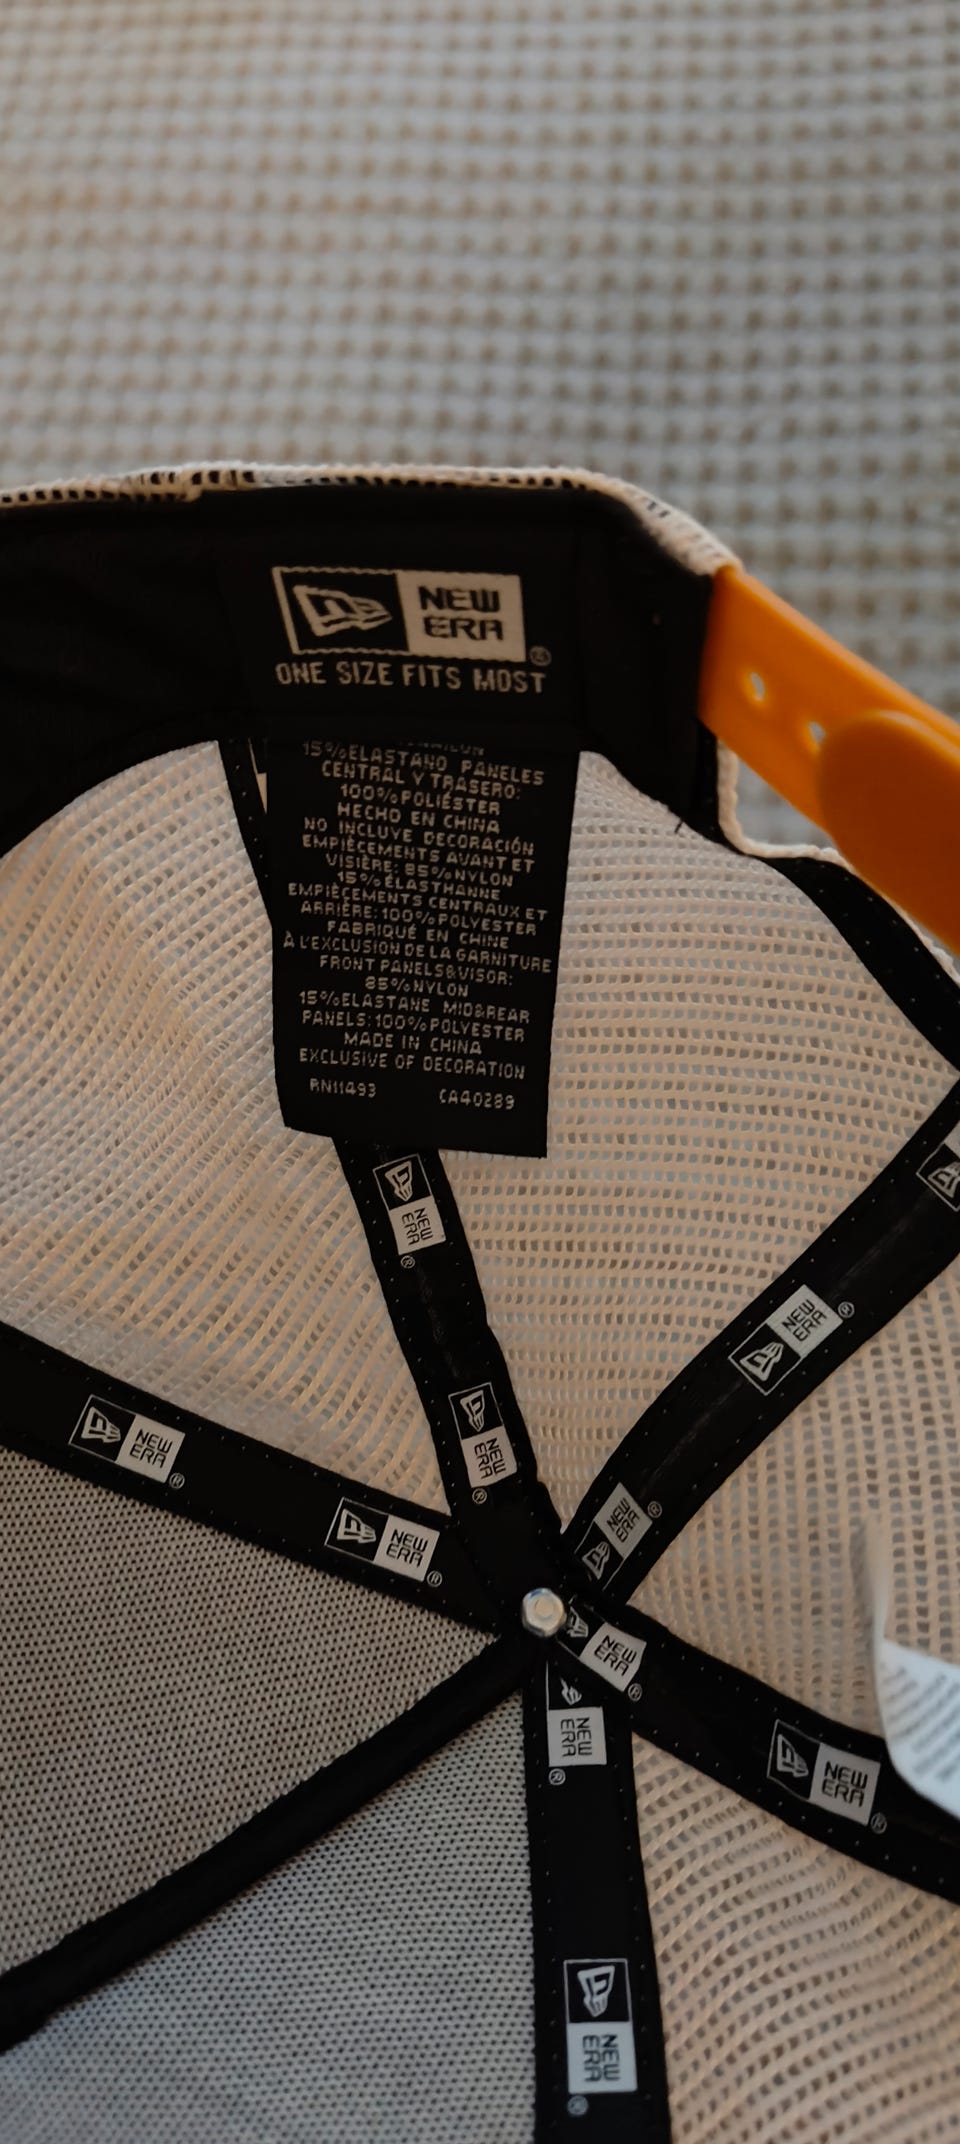 NEW
ERA
®
ONE SIZE FITS MOST
15% ELASTANO PANELES
CENTRAL Y TRASERO:
100% POLIÉSTER
HECHO EN CHINA
NO INCLUYE DECORACIÓN
EMPIÈCEMENTS AVANT ET
VISIÈRE: 85% NYLON
15% ÉLASTHANNE
EMPIÈCEMENTS CENTRAUX ET
ARRIÈRE: 100% POLYESTER
FABRIQUÉ EN CHINE
À L'EXCLUSION DE LA GARNITURE
FRONT PANELS&VISOR:
85% NYLON
15% ELASTANE MID&REAR
PANELS: 100% POLYESTER
MADE IN CHINA
EXCLUSIVE OF DECORATION
RN11493 CA40289
NEW
ERA
®
NEW
ERA
®
NEW
ERA
®
NEW
ERA
®
NEW
ERA
®
NEW
ERA
®
NEW
ERA
®
NEW
ERA
®
NEW
ERA
®
NEW
ERA
®